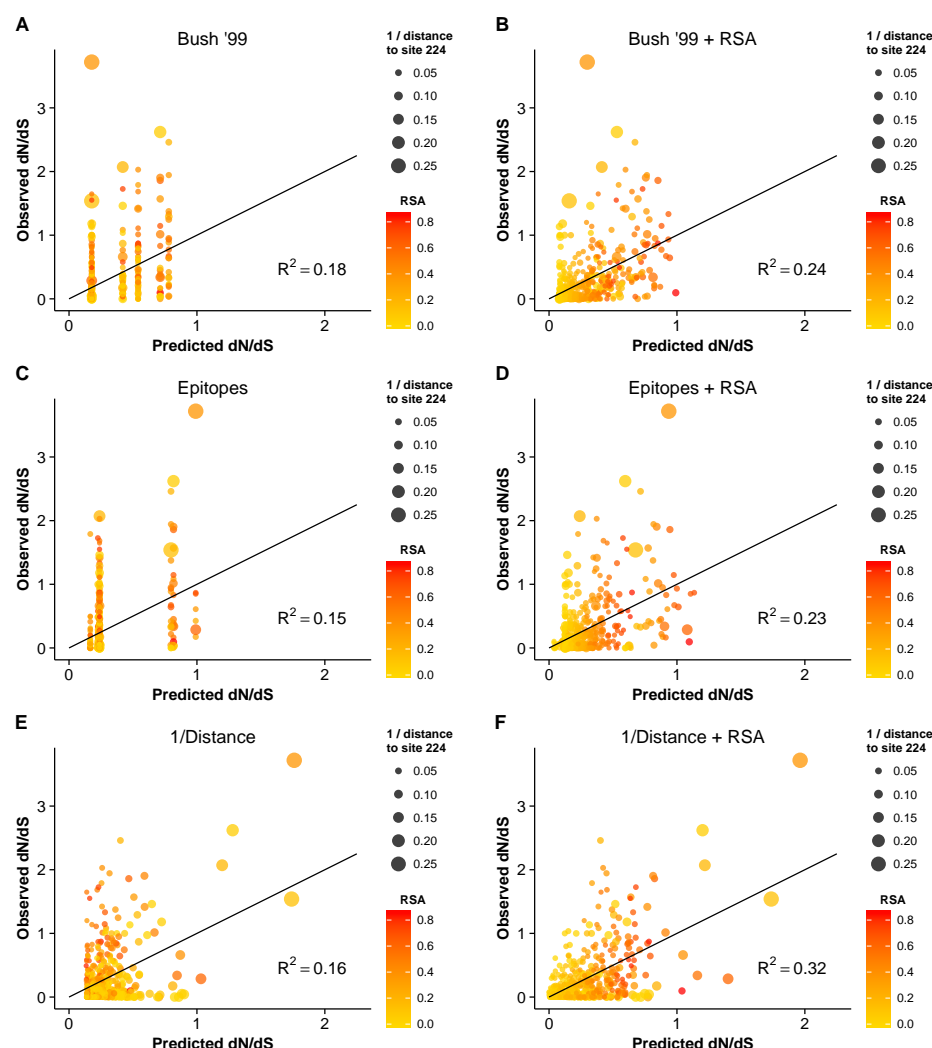 A
Bush '99
Observed dN/dS
3
2
1
0
R² = 0.18
0 1 2
Predicted dN/dS
1 / distance
to site 224
0.05
0.10
0.15
0.20
0.25
RSA
0.8
0.6
0.4
0.2
0.0
B
Bush '99 + RSA
Observed dN/dS
3
2
1
0
R² = 0.24
0 1 2
Predicted dN/dS
1 / distance
to site 224
0.05
0.10
0.15
0.20
0.25
RSA
0.8
0.6
0.4
0.2
0.0
C
Epitopes
Observed dN/dS
3
2
1
0
R² = 0.15
0 1 2
Predicted dN/dS
1 / distance
to site 224
0.05
0.10
0.15
0.20
0.25
RSA
0.8
0.6
0.4
0.2
0.0
D
Epitopes + RSA
Observed dN/dS
3
2
1
0
R² = 0.23
0 1 2
Predicted dN/dS
1 / distance
to site 224
0.05
0.10
0.15
0.20
0.25
RSA
0.8
0.6
0.4
0.2
0.0
E
1/Distance
Observed dN/dS
3
2
1
0
R² = 0.16
0 1 2
Predicted dN/dS
1 / distance
to site 224
0.05
0.10
0.15
0.20
0.25
RSA
0.8
0.6
0.4
0.2
0.0
F
1/Distance + RSA
Observed dN/dS
3
2
1
0
R² = 0.32
0 1 2
Predicted dN/dS
1 / distance
to site 224
0.05
0.10
0.15
0.20
0.25
RSA
0.8
0.6
0.4
0.2
0.0